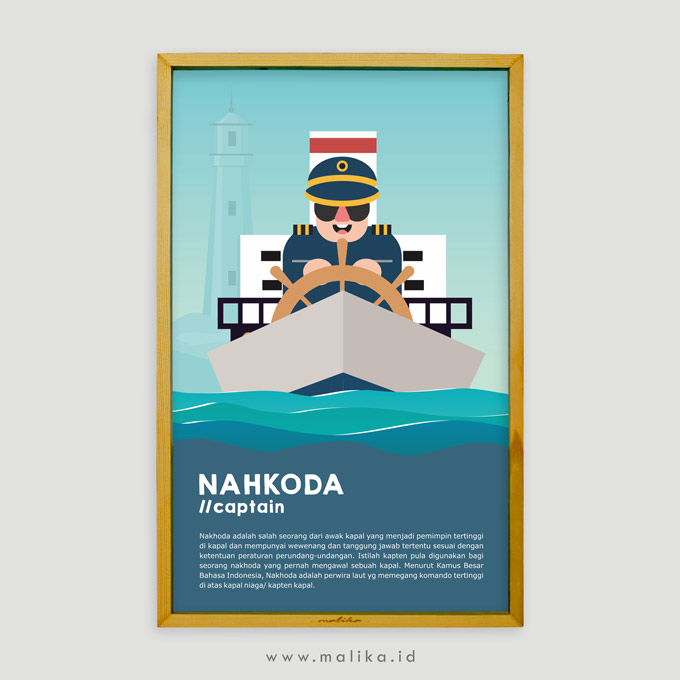 NAHKODA
//captain
Nakhoda adalah salah seorang dari awak kapal yang menjadi pemimpin tertinggi
di kapal dan mempunyai wewenang dan tanggung jawab tertentu sesuai dengan
ketentuan peraturan perundang-undangan. Istilah kapten pula digunakan bagi
seorang nakhoda yang pernah mengawal sebuah kapal. Menurut Kamus Besar
Bahasa Indonesia, Nakhoda adalah perwira laut yg memegang komando tertinggi
di atas kapal niaga/ kapten kapal.
malika
www.malika.id